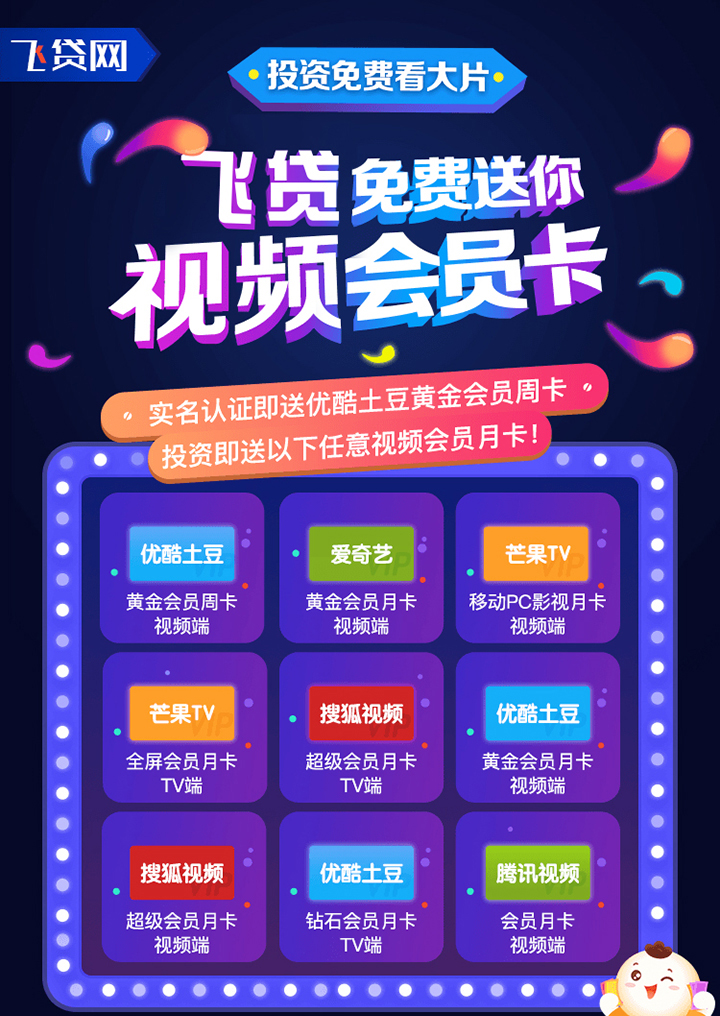 飞贷网
投资免费看大片
飞贷免费送你
视频会员卡
实名认证即送优酷土豆黄金会员周卡
投资即送以下任意视频会员月卡！
优酷土豆
VIP
黄金会员周卡
视频端
爱奇艺
VIP
黄金会员月卡
视频端
芒果TV
VIP
移动PC影视月卡
视频端
芒果TV
VIP
全屏会员月卡
TV端
搜狐视频
VIP
超级会员月卡
TV端
优酷土豆
VIP
黄金会员月卡
视频端
搜狐视频
VIP
超级会员月卡
视频端
优酷土豆
VIP
钻石会员月卡
TV端
腾讯视频
VIP
会员月卡
视频端